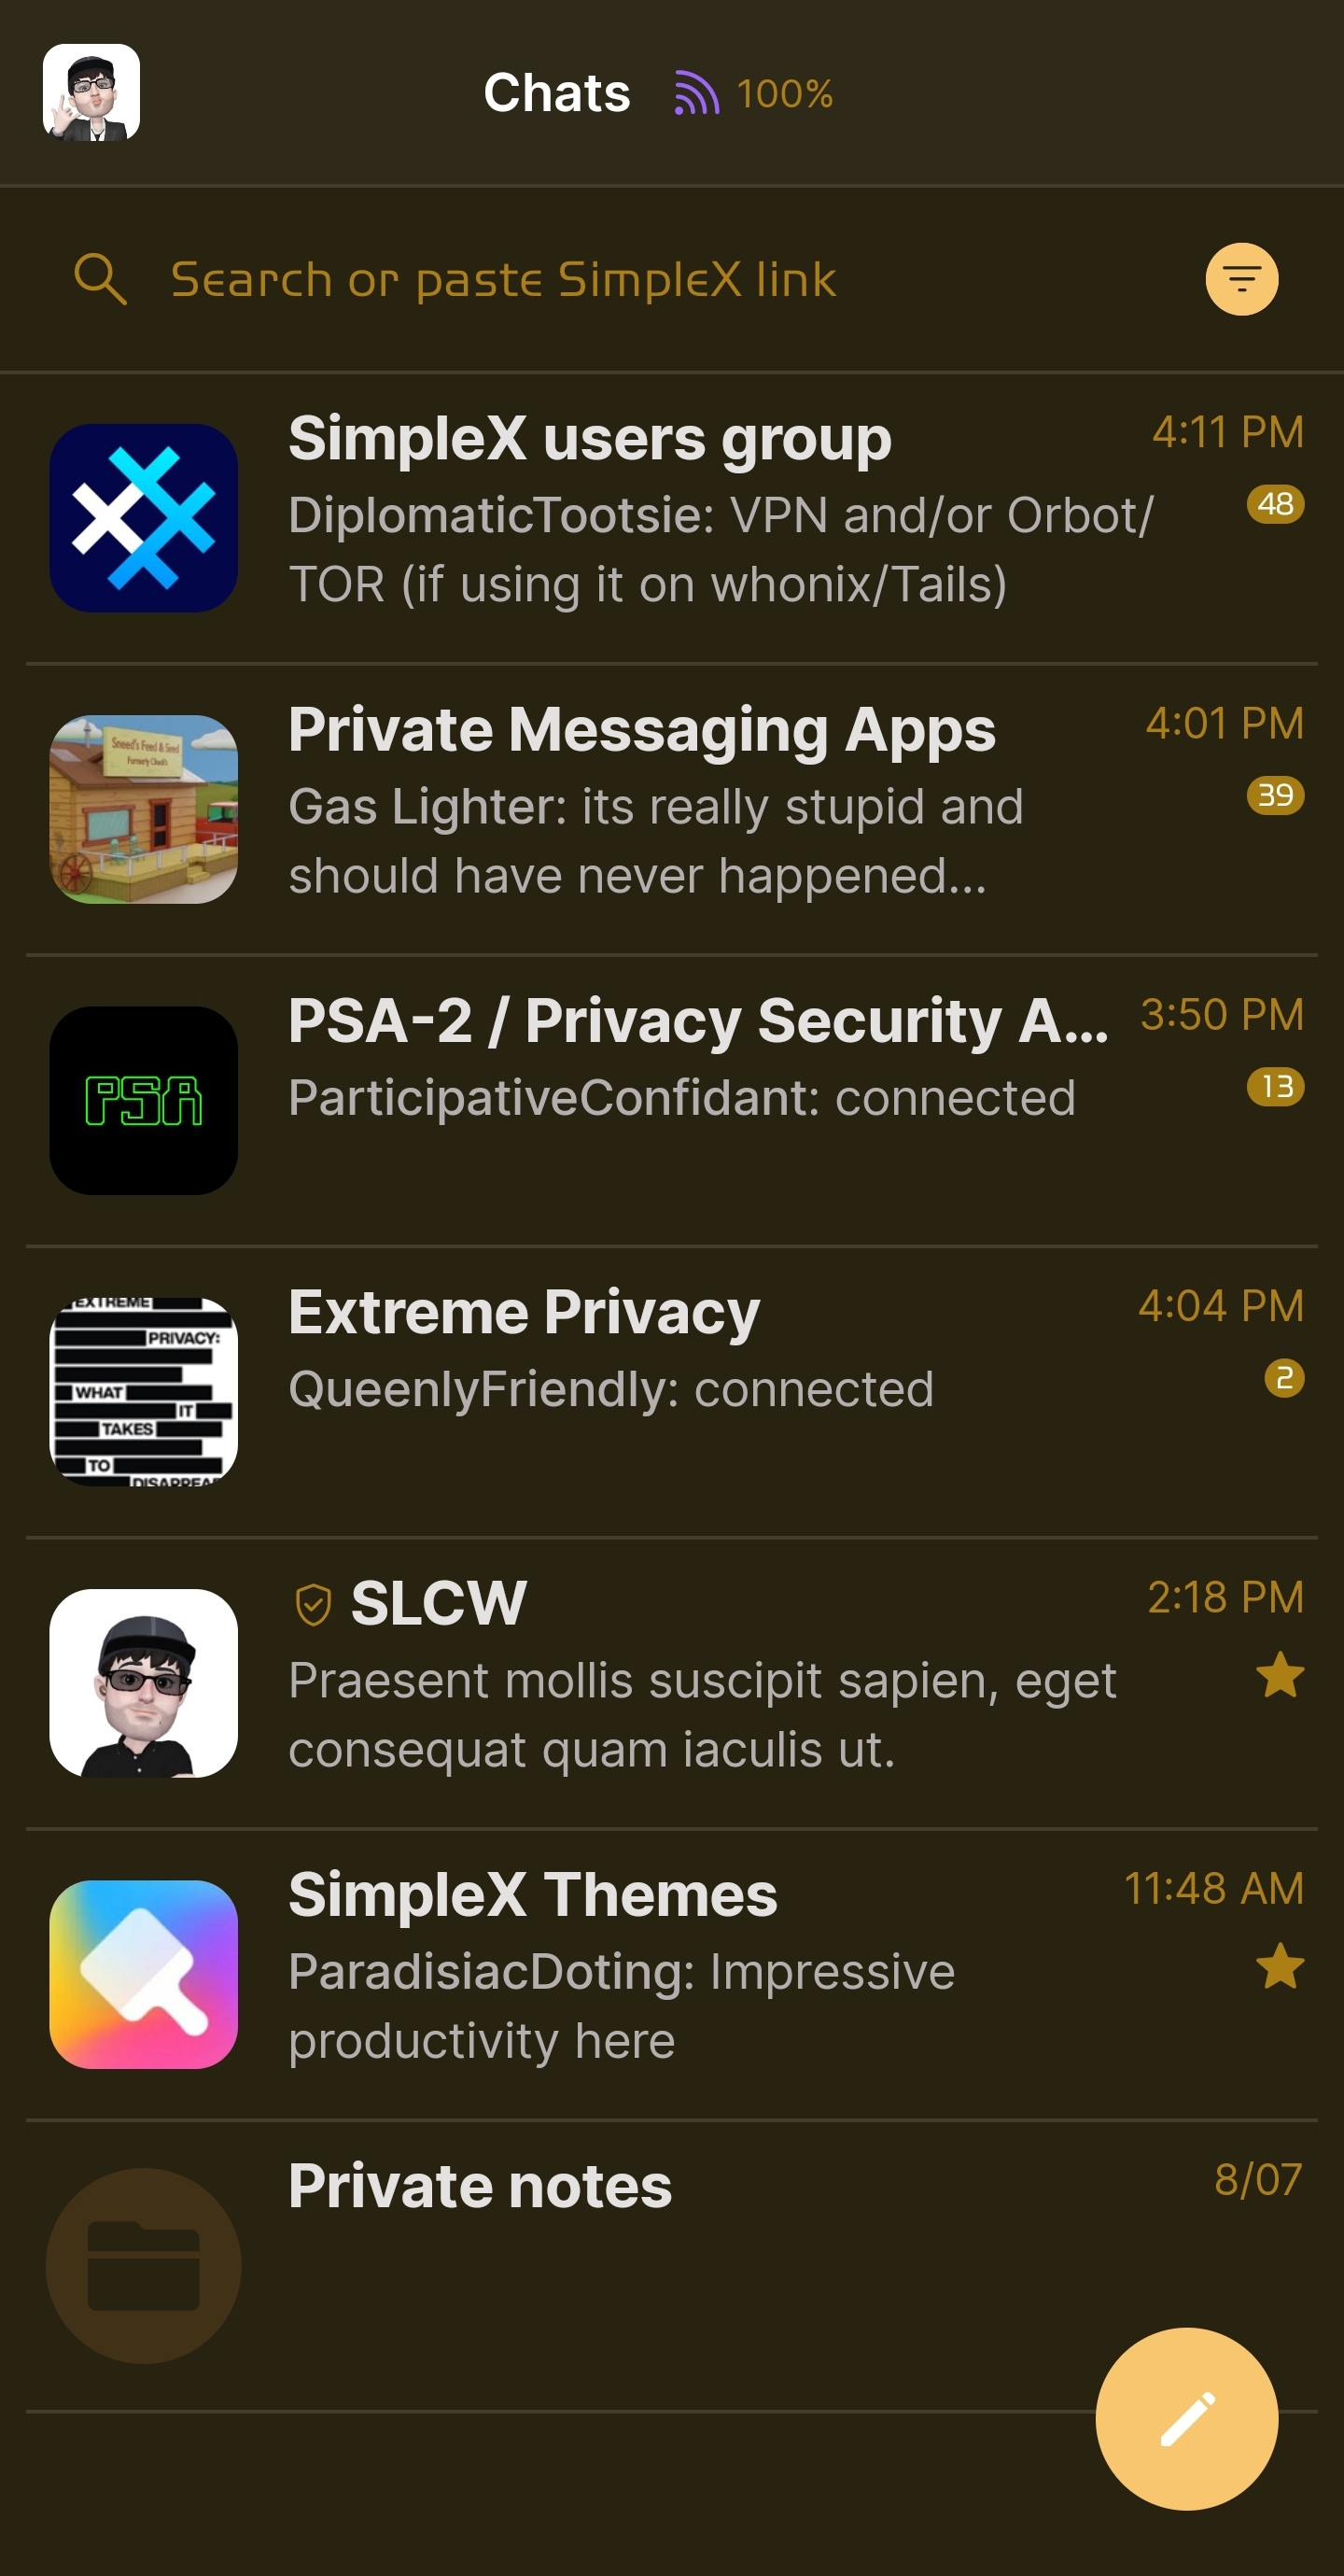 Chats 100%
Search or paste SimpleX link
SimpleX users group 4:11 PM
DiplomaticTootsie: VPN and/or Orbot/ 48
TOR (if using it on whonix/Tails)
Sneed's Feed & Seed
Formerly Chuck's
Private Messaging Apps 4:01 PM
Gas Lighter: its really stupid and 39
should have never happened...
PSA
PSA-2 / Privacy Security A... 3:50 PM
ParticipativeConfidant: connected 13
EXTREME
PRIVACY:
WHAT
IT
TAKES
TO
DISAPPEAR
Extreme Privacy 4:04 PM
QueenlyFriendly: connected 2
SLCW 2:18 PM
Praesent mollis suscipit sapien, eget
consequat quam iaculis ut.
SimpleX Themes 11:48 AM
ParadisiacDoting: Impressive
productivity here
Private notes 8/07